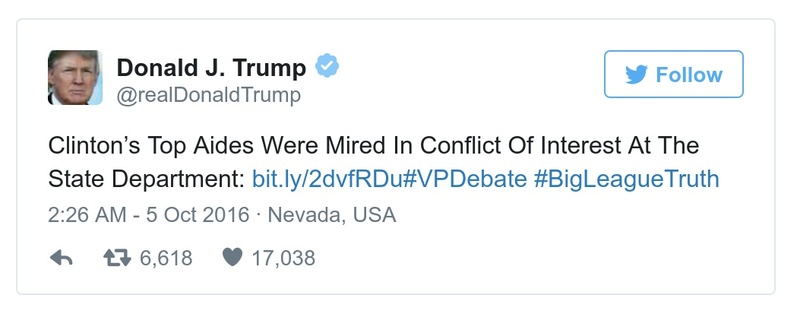 Donald J. Trump
Follow
@realDonaldTrump
Clinton’s Top Aides Were Mired In Conflict Of Interest At The
State Department: bit.ly/2dvfRDu#VPDebate #BigLeagueTruth
2:26 AM - 5 Oct 2016 · Nevada, USA
6,618 17,038